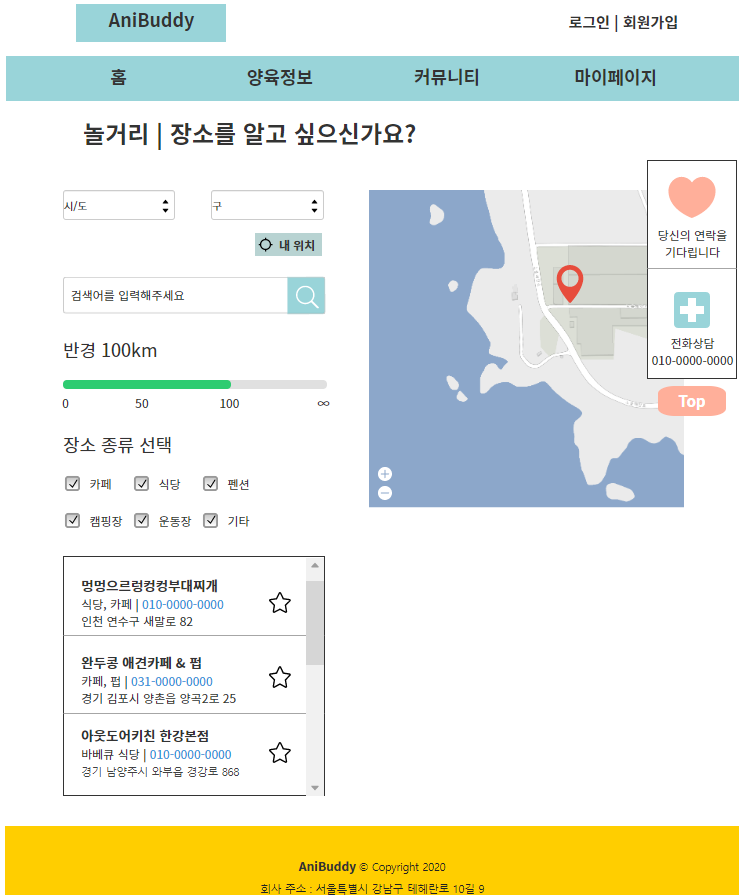 AniBuddy
로그인 | 회원가입
홈 양육정보 커뮤니티 마이페이지
놀거리 | 장소를 알고 싶으신가요?
시/도 구
내 위치
검색어를 입력해주세요
반경 100km
0 50 100 ∞
장소 종류 선택
카페 식당 펜션
캠핑장 운동장 기타
멍멍으르렁컹컹부대찌개
식당, 카페 | 010-0000-0000
인천 연수구 새말로 82
완두콩 애견카페 & 펍
카페, 펍 | 031-0000-0000
경기 김포시 양촌읍 양곡2로 25
아웃도어키친 한강본점
바베큐 식당 | 010-0000-0000
경기 남양주시 와부읍 경강로 868
당신의 연락을
기다립니다
전화상담
010-0000-0000
Top
AniBuddy © Copyright 2020
회사 주소 : 서울특별시 강남구 테헤란로 10길 9